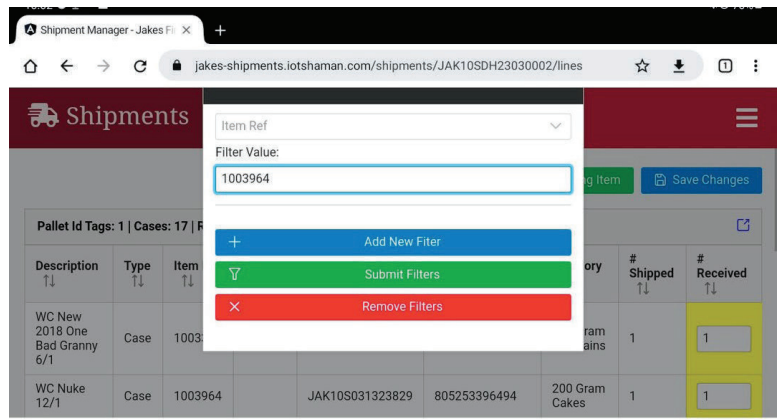 Shipment Manager - Jakes Fi
jakes-shipments.iotshaman.com/shipments/JAK10SDH23030002/lines
1
Shipments
Item Ref
Filter Value:
1003964
Item
Save Changes
Pallet Id Tags: 1 | Cases: 17 | R
Add New Fiter
Submit Filters
Remove Filters
Description
Type
Item
ory
# Shipped
# Received
WC New
2018 One
Bad Granny
6/1
Case
1003
ram
ains
1
1
WC Nuke
12/1
Case
1003964
JAK10S031323829
805253396494
200 Gram
Cakes
1
1